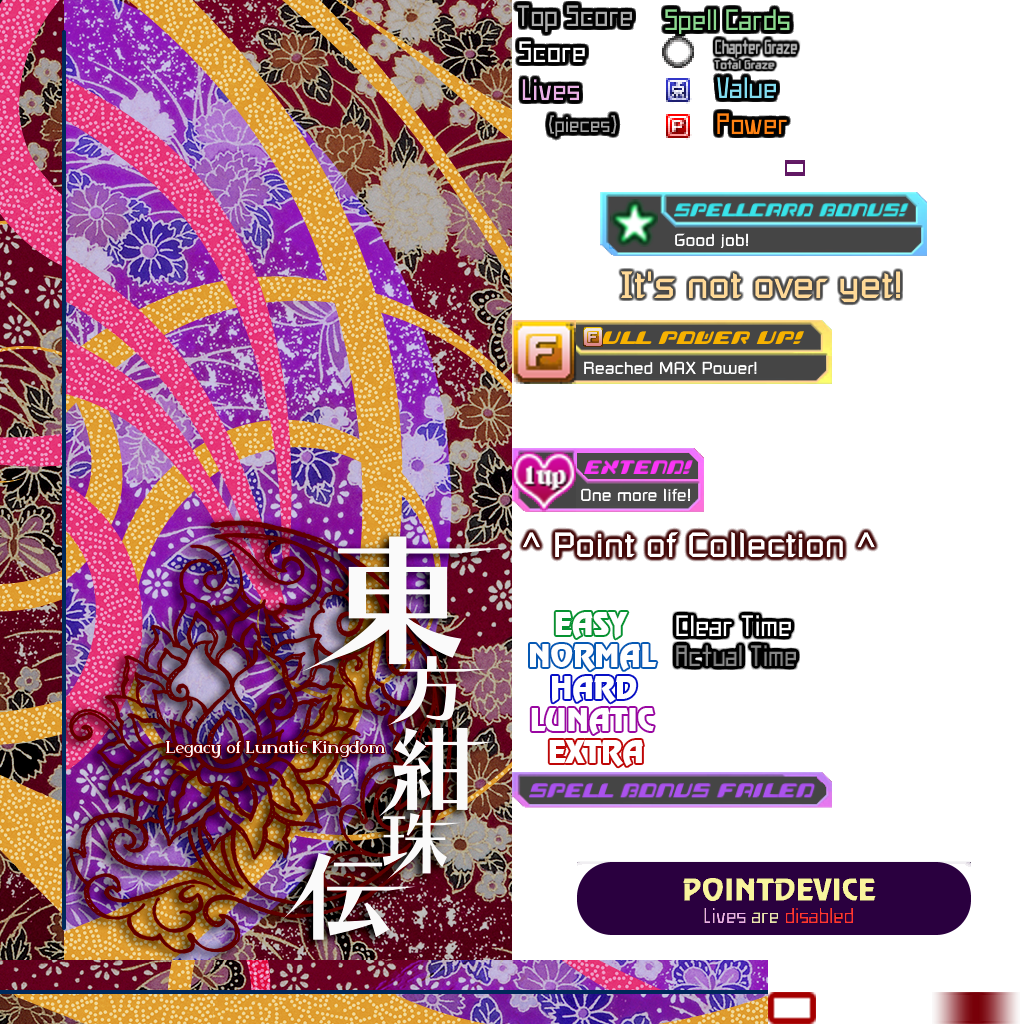 Top Score
Score
Lives
(pieces)
Spell Cards
Chapter Graze
Total Graze
Value
P
Power
SPELLCARD BONUS!
Good job!
It's not over yet!
F
FULL POWER UP!
Reached MAX Power!
1up
EXTEND!
One more life!
^ Point of Collection ^
EASY
NORMAL
HARD
LUNATIC
EXTRA
Clear Time
Actual Time
SPELL BONUS FAILED
POINTDEVICE
Lives are disabled
東方紺珠伝
Legacy of Lunatic Kingdom